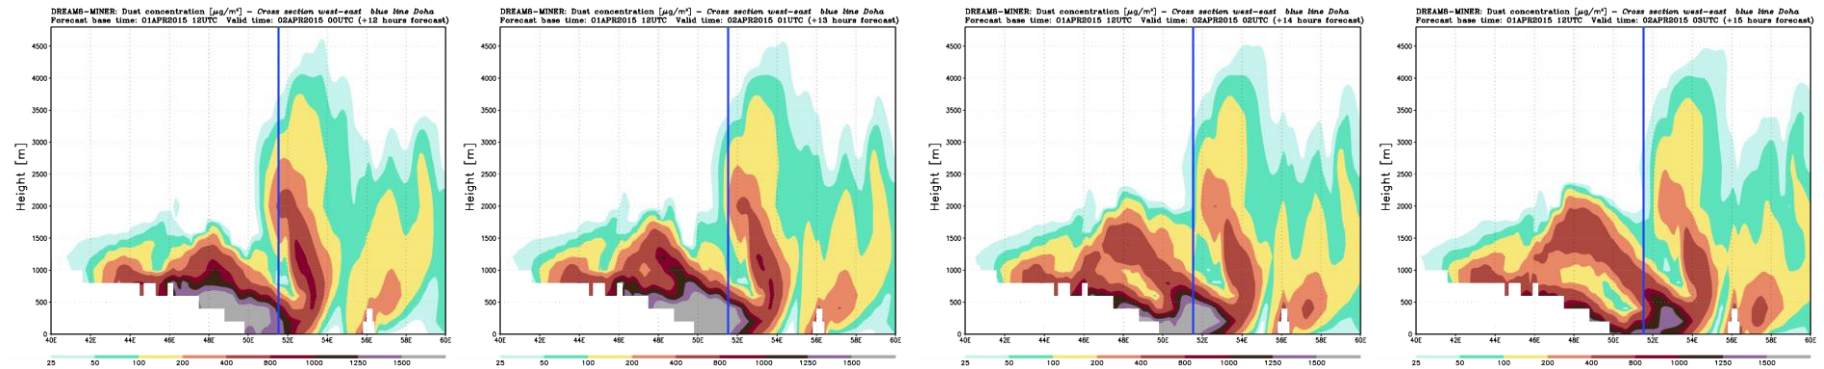 DREAM8-MINER: Dust concentration [µg/m³] - Cross section west-east blue line Doha
Forecast base time: 01APR2015 12UTC Valid time: 02APR2015 00UTC (+12 hours forecast)
4500
4000
3500
3000
2500
2000
1500
1000
500
0
Height [m]
40E 42E 44E 46E 48E 50E 52E 54E 56E 58E 60E
25 50 100 200 400 800 1000 1250 1500
DREAM8-MINER: Dust concentration [µg/m³] - Cross section west-east blue line Doha
Forecast base time: 01APR2015 12UTC Valid time: 02APR2015 01UTC (+13 hours forecast)
4500
4000
3500
3000
2500
2000
1500
1000
500
0
Height [m]
40E 42E 44E 46E 48E 50E 52E 54E 56E 58E 60E
25 50 100 200 400 800 1000 1250 1500
DREAM8-MINER: Dust concentration [µg/m³] - Cross section west-east blue line Doha
Forecast base time: 01APR2015 12UTC Valid time: 02APR2015 02UTC (+14 hours forecast)
4500
4000
3500
3000
2500
2000
1500
1000
500
0
Height [m]
40E 42E 44E 46E 48E 50E 52E 54E 56E 58E 60E
25 50 100 200 400 800 1000 1250 1500
DREAM8-MINER: Dust concentration [µg/m³] - Cross section west-east blue line Doha
Forecast base time: 01APR2015 12UTC Valid time: 02APR2015 03UTC (+15 hours forecast)
4500
4000
3500
3000
2500
2000
1500
1000
500
0
Height [m]
40E 42E 44E 46E 48E 50E 52E 54E 56E 58E 60E
25 50 100 200 400 800 1000 1250 1500